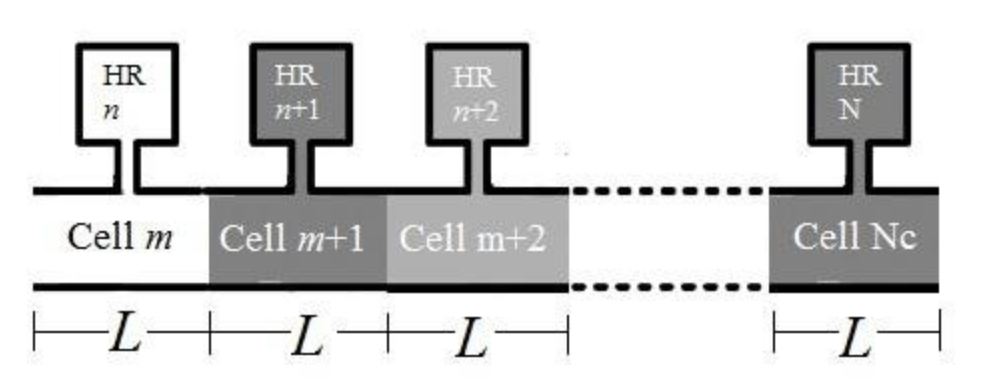 HR
n
HR
n+1
HR
n+2
HR
N
Cell m
Cell m+1
Cell m+2
Cell Nc
L
L
L
L